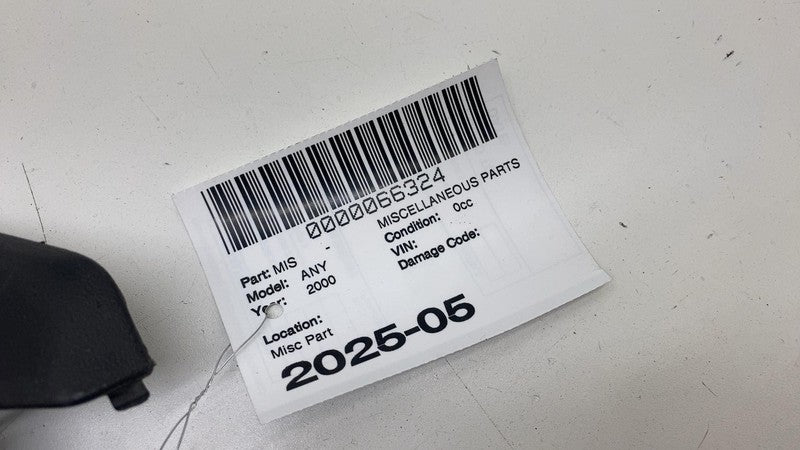 0000066324
Part: MIS - MISCELLANEOUS PARTS
Model: ANY Condition: 0cc
Year: 2000 VIN:
Damage Code:
Location:
Misc Part
2025-05